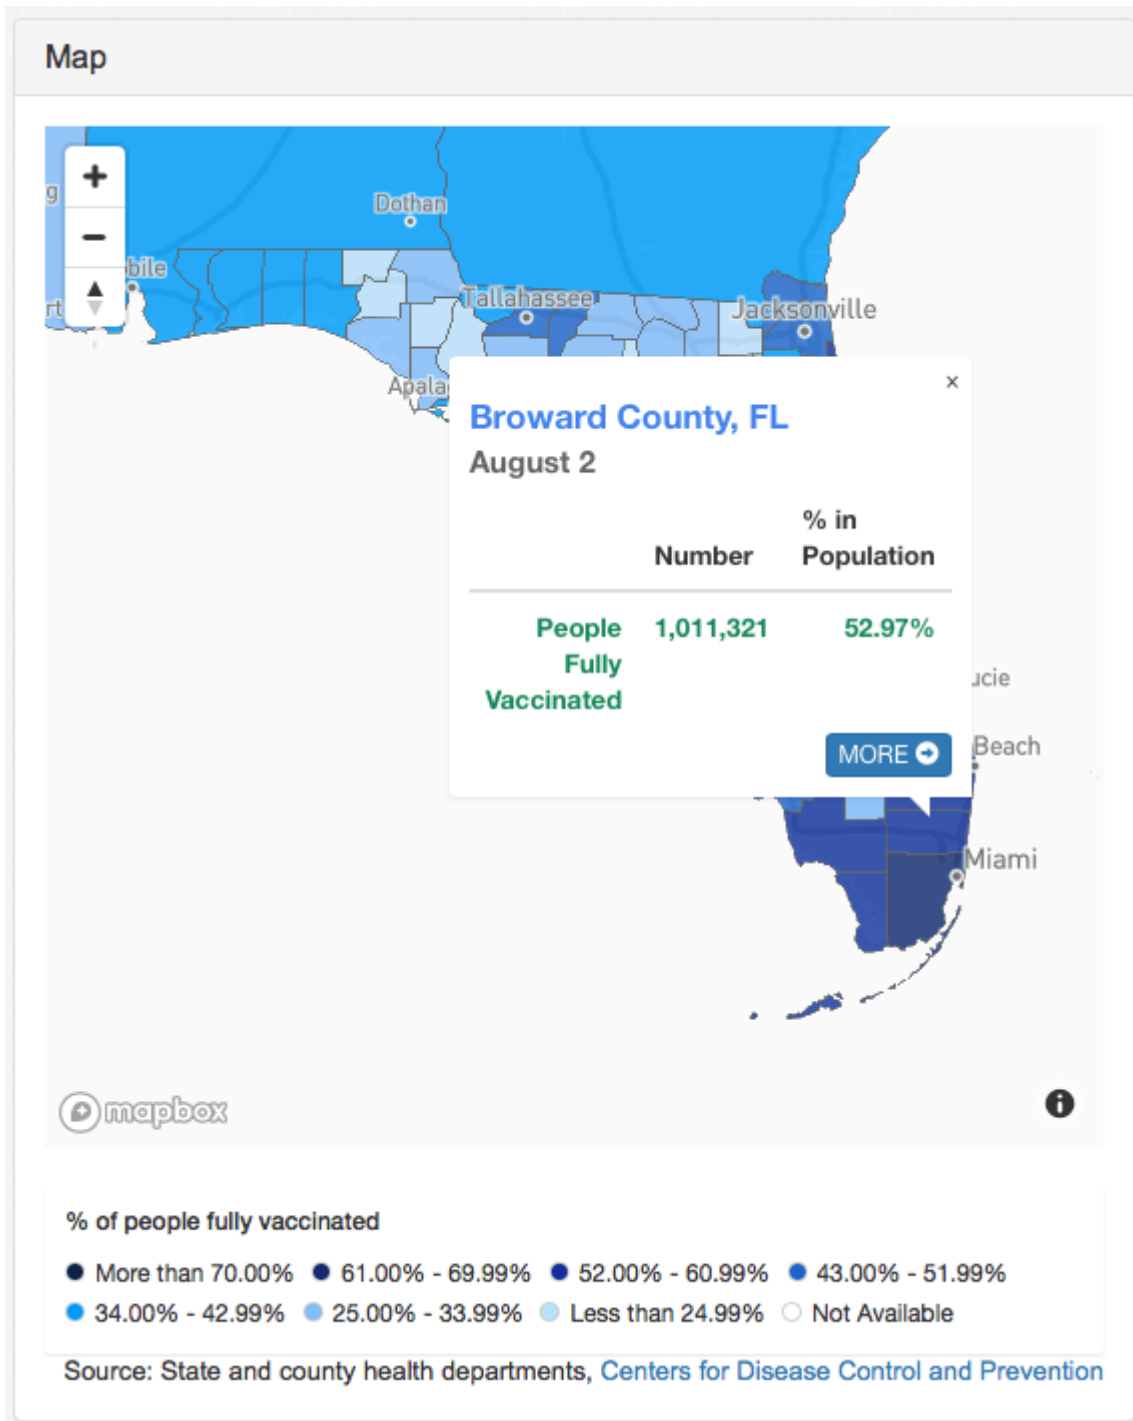 Map
g
Dothan
bile
rt
Tallahassee
Jacksonville
Apala
×
Broward County, FL
August 2
% in
Number Population
People 1,011,321 52.97%
Fully
Vaccinated
ucie
MORE
Beach
Miami
mapbox
% of people fully vaccinated
More than 70.00% 61.00% - 69.99% 52.00% - 60.99% 43.00% - 51.99%
34.00% - 42.99% 25.00% - 33.99% Less than 24.99% Not Available
Source: State and county health departments, Centers for Disease Control and Prevention